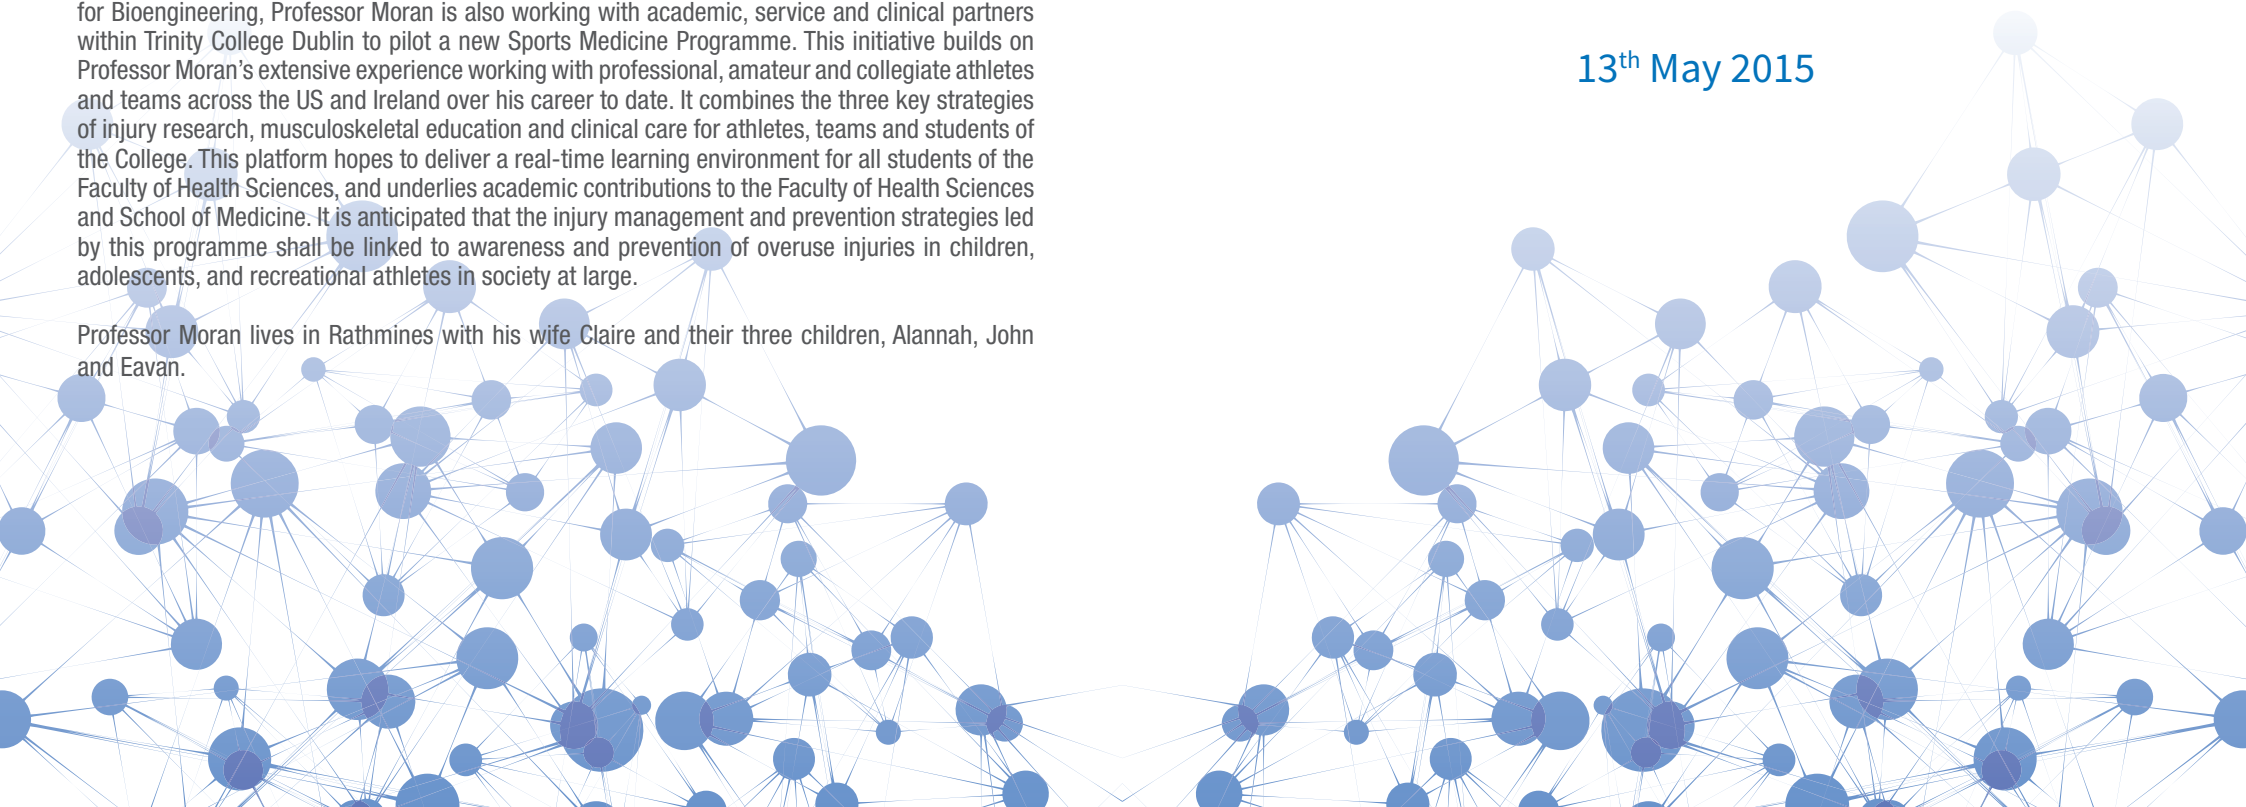 for Bioengineering, Professor Moran is also working with academic, service and clinical partners
within Trinity College Dublin to pilot a new Sports Medicine Programme. This initiative builds on
Professor Moran’s extensive experience working with professional, amateur and collegiate athletes
and teams across the US and Ireland over his career to date. It combines the three key strategies
of injury research, musculoskeletal education and clinical care for athletes, teams and students of
the College. This platform hopes to deliver a real-time learning environment for all students of the
Faculty of Health Sciences, and underlies academic contributions to the Faculty of Health Sciences
and School of Medicine. It is anticipated that the injury management and prevention strategies led
by this programme shall be linked to awareness and prevention of overuse injuries in children,
adolescents, and recreational athletes in society at large.
Professor Moran lives in Rathmines with his wife Claire and their three children, Alannah, John
and Eavan.
13th May 2015